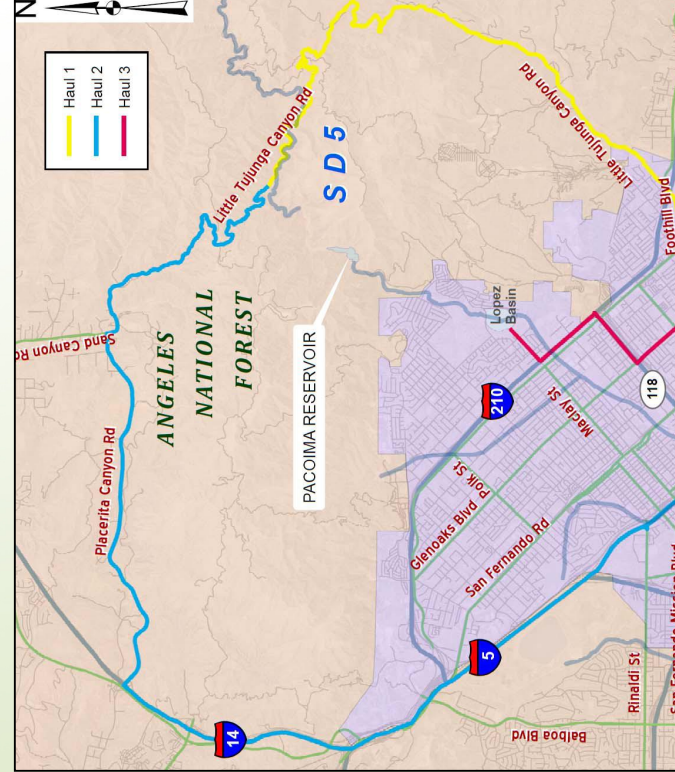 N
Haul 1
Haul 2
Haul 3
Little Tujunga Canyon Rd
SD5
Sand Canyon Rd
ANGELES
NATIONAL
FOREST
Placerita Canyon Rd
PACOIMA RESERVOIR
Little Tujunga Canyon Rd
Foothill Blvd
Lopez
Basin
210
118
Maclay St
Polk St
Glenoaks Blvd
San Fernando Rd
5
14
Rinaldi St
Balboa Blvd
San Fernando Mission Blvd